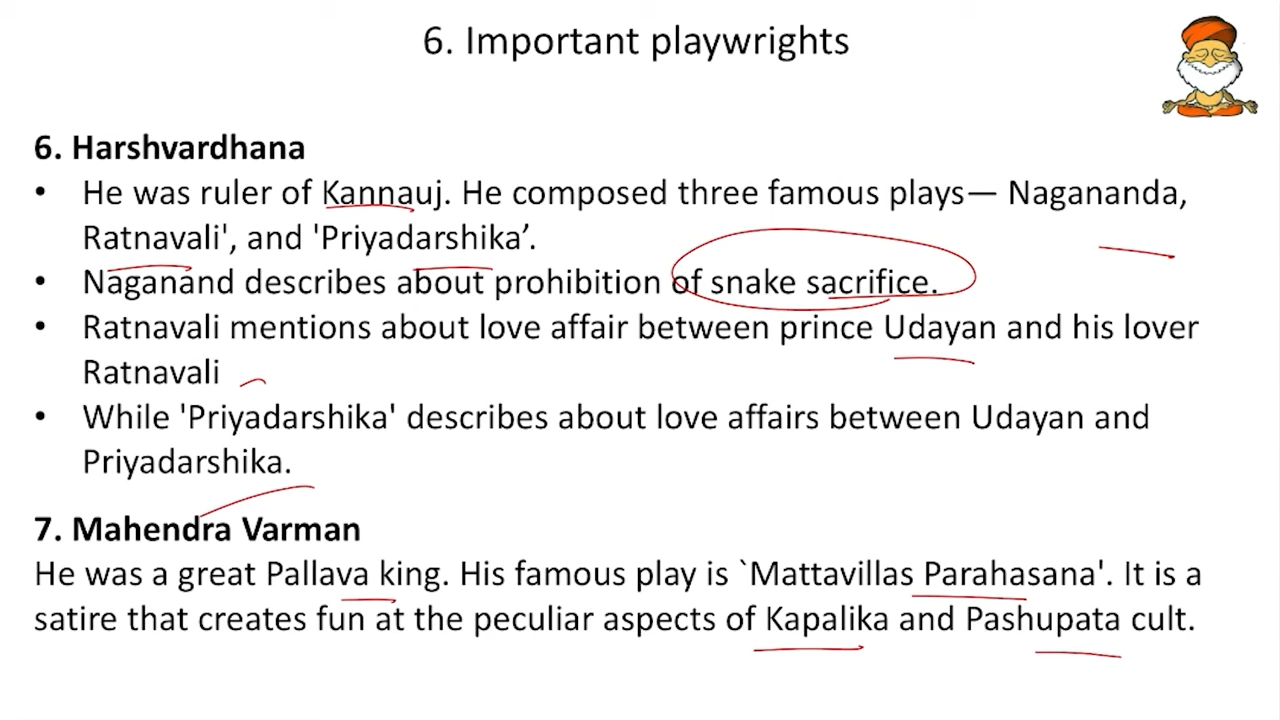 6. Important playwrights
6. Harshvardhana
• He was ruler of Kannauj. He composed three famous plays— Nagananda,
Ratnavali', and 'Priyadarshika’.
• Naganand describes about prohibition of snake sacrifice.
• Ratnavali mentions about love affair between prince Udayan and his lover
Ratnavali
• While 'Priyadarshika' describes about love affairs between Udayan and
Priyadarshika.
7. Mahendra Varman
He was a great Pallava king. His famous play is `Mattavillas Parahasana'. It is a
satire that creates fun at the peculiar aspects of Kapalika and Pashupata cult.